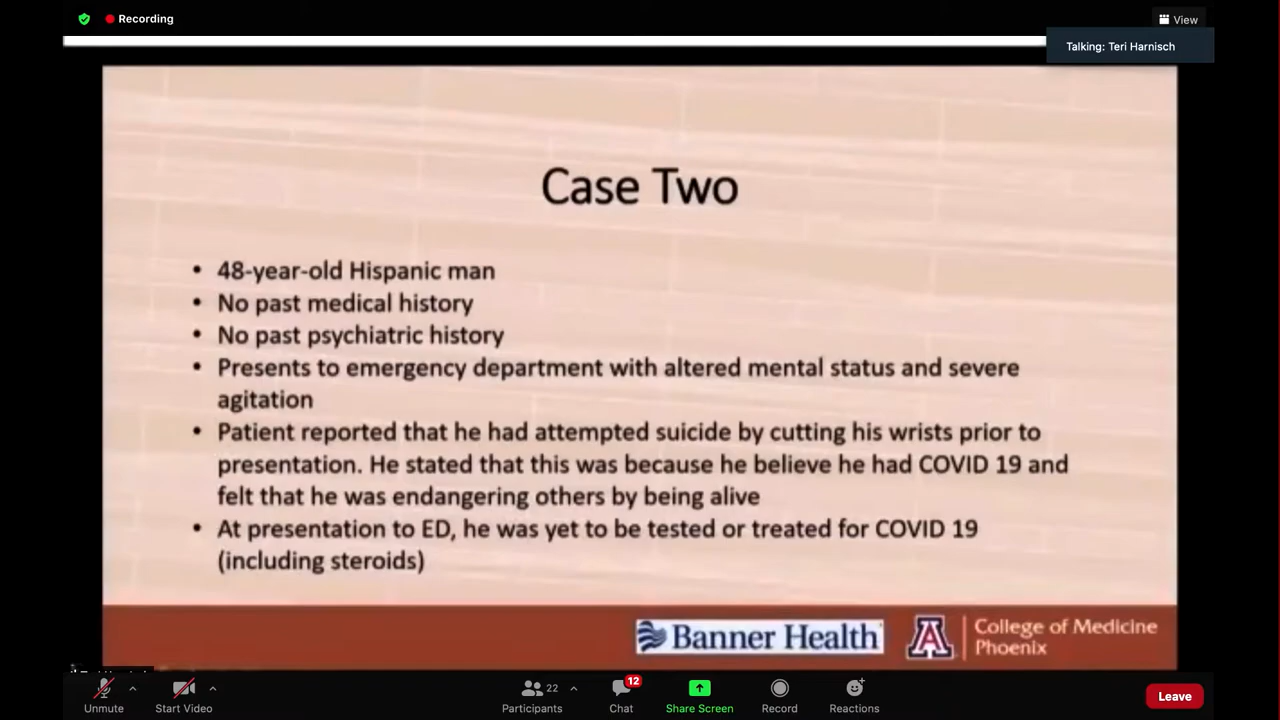 Recording
View
Talking: Teri Harnisch
Case Two
• 48-year-old Hispanic man
• No past medical history
• No past psychiatric history
• Presents to emergency department with altered mental status and severe
agitation
• Patient reported that he had attempted suicide by cutting his wrists prior to
presentation. He stated that this was because he believe he had COVID 19 and
felt that he was endangering others by being alive
• At presentation to ED, he was yet to be tested or treated for COVID 19
(including steroids)
Banner Health
A
College of Medicine
Phoenix
22
12
Unmute
Start Video
Participants
Chat
Share Screen
Record
Reactions
Leave